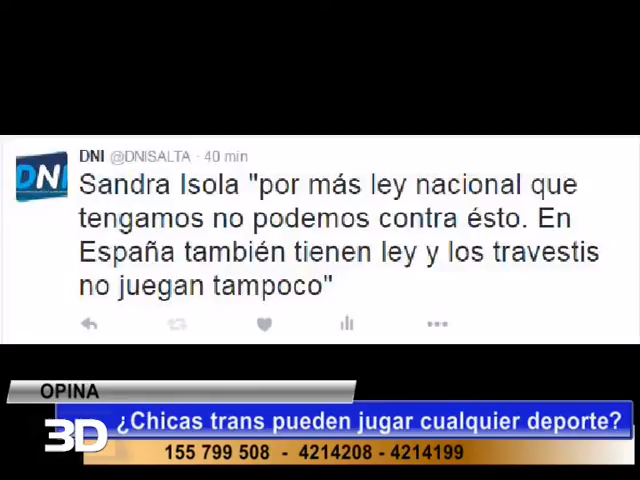 DNI @DNISALTA · 40 min
DNI
Sandra Isola "por más ley nacional que
tengamos no podemos contra ésto. En
España también tienen ley y los travestis
no juegan tampoco"
OPINA
3D
¿Chicas trans pueden jugar cualquier deporte?
155 799 508 - 4214208 - 4214199